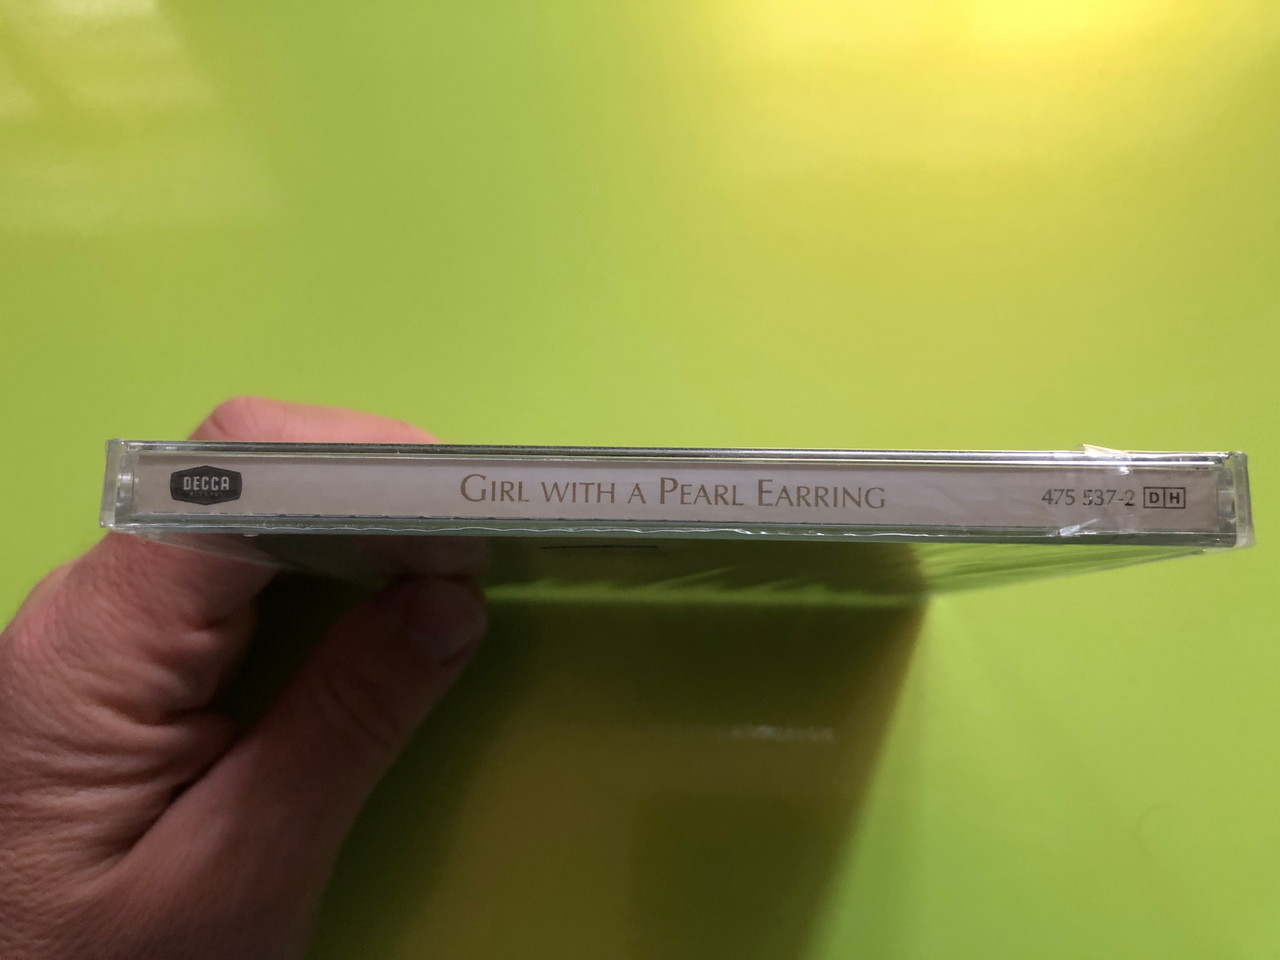 DECCA
GIRL WITH A PEARL EARRING
475 537-2 DH